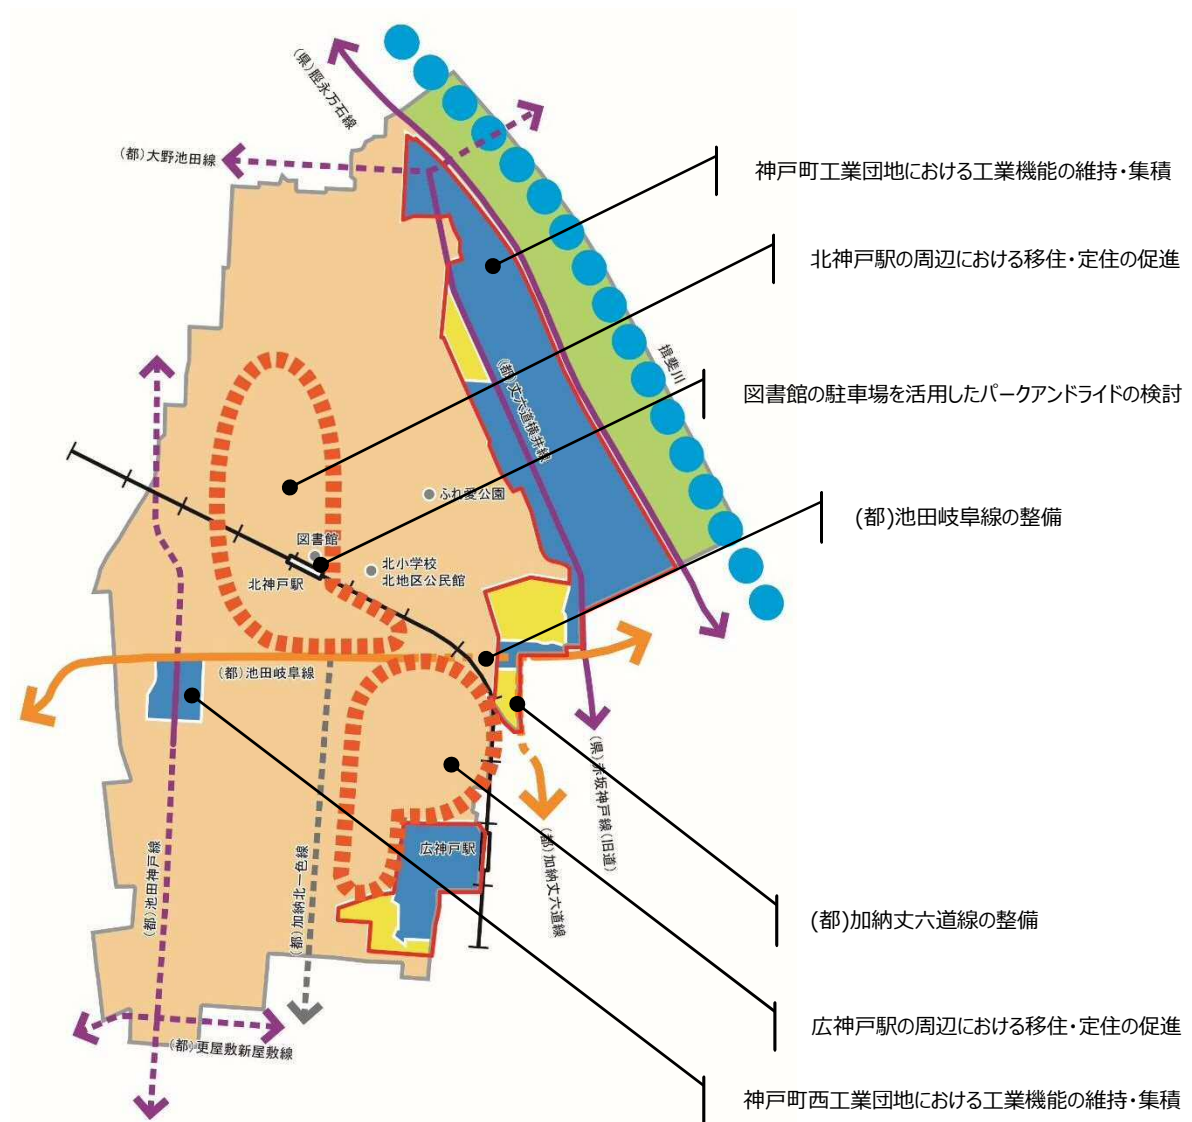 (県)脛永万石線
(都)大野池田線
神戸町工業団地における工業機能の維持・集積
北神戸駅の周辺における移住・定住の促進
揖斐川
(都)丈六道横井線
図書館の駐車場を活用したパークアンドライドの検討
ふれ愛公園
(都)池田岐阜線の整備
図書館
北小学校
北地区公民館
北神戸駅
(都)池田岐阜線
(県)赤坂神戸線(旧道)
広神戸駅
(都)加納丈六道線
(都)池田神戸線
(都)加納北一色線
(都)加納丈六道線の整備
広神戸駅の周辺における移住・定住の促進
(都)更屋敷新屋敷線
神戸町西工業団地における工業機能の維持・集積